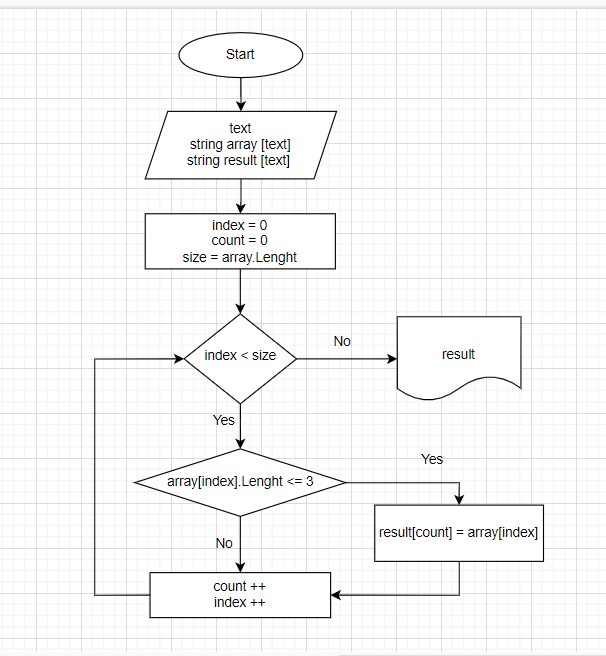 Start
text
string array [text]
string result [text]
index = 0
count = 0
size = array.Lenght
index < size
No
result
Yes
array[index].Lenght <= 3
Yes
result[count] = array[index]
No
count ++
index ++